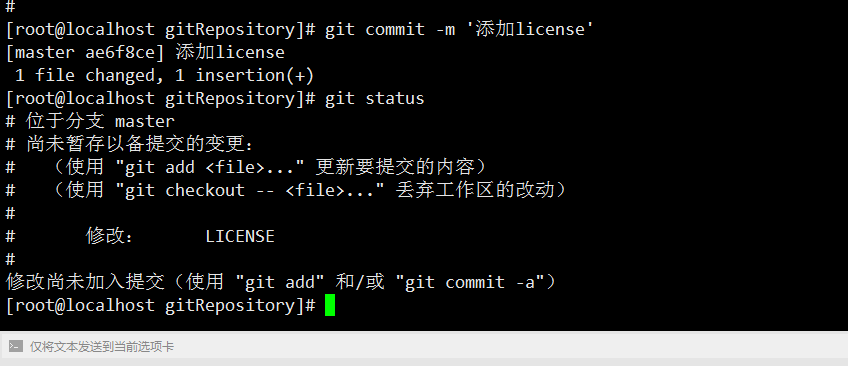 #
[root@localhost gitRepository]# git commit -m '添加license'
[master ae6f8ce] 添加license
 1 file changed, 1 insertion(+)
[root@localhost gitRepository]# git status
# 位于分支 master
# 尚未暂存以备提交的变更：
#   （使用 "git add <file>..." 更新要提交的内容）
#   （使用 "git checkout -- <file>..." 丢弃工作区的改动）
#
#       修改：      LICENSE
#
修改尚未加入提交（使用 "git add" 和/或 "git commit -a"）
[root@localhost gitRepository]#
仅将文本发送到当前选项卡